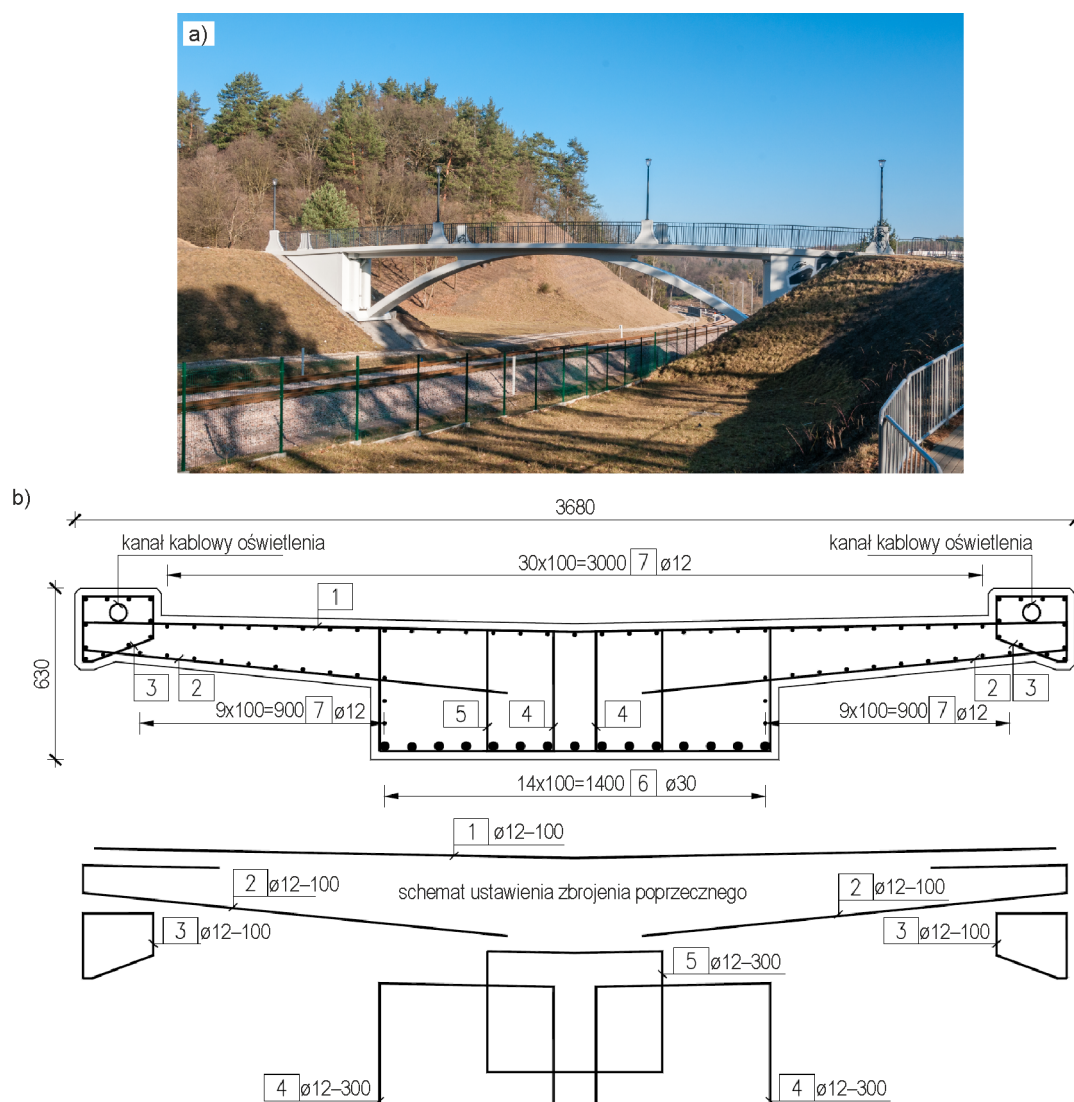 a)
b)
3680
kanał kablowy oświetlenia
kanał kablowy oświetlenia
30x100=3000 7 ø12
1
630
3 2
2 3
9x100=900 7 ø12
5 4 4
9x100=900 7 ø12
14x100=1400 6 ø30
1 ø12–100
2 ø12–100
schemat ustawienia zbrojenia poprzecznego
2 ø12–100
3 ø12–100
3 ø12–100
5 ø12–300
4 ø12–300
4 ø12–300